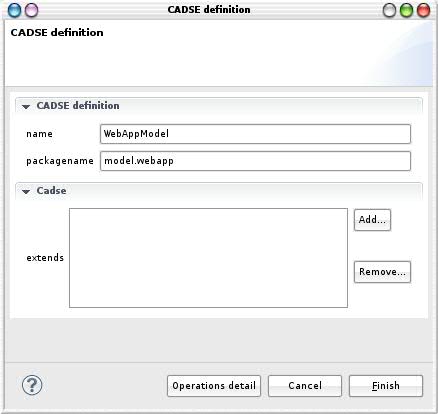 CADSE definition
CADSE definition
CADSE definition
name WebAppModel
packagename model.webapp
Cadse
extends
Add...
Remove...
? Operations detail Cancel Finish